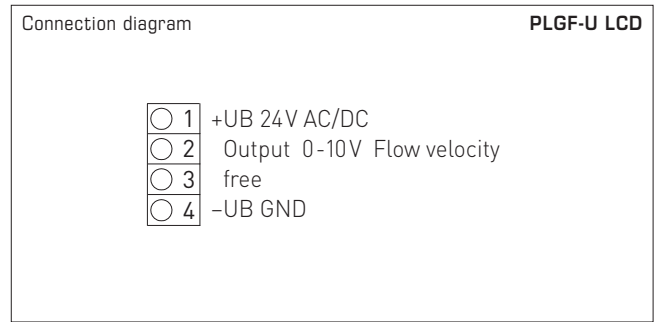 Connection diagram PLGF-U LCD
1 +UB 24V AC/DC
2 Output 0-10V Flow velocity
3 free
4 –UB GND